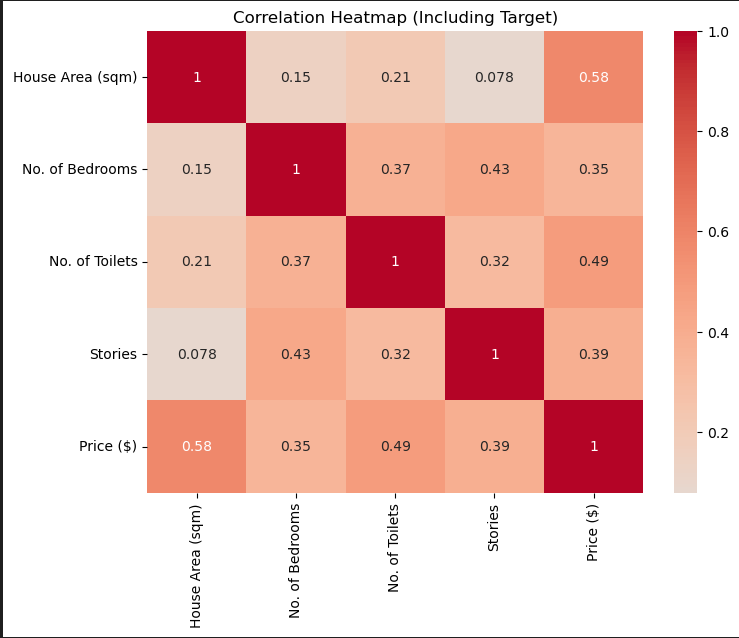 Correlation Heatmap (Including Target)
House Area (sqm) 1 0.15 0.21 0.078 0.58
No. of Bedrooms 0.15 1 0.37 0.43 0.35
No. of Toilets 0.21 0.37 1 0.32 0.49
Stories 0.078 0.43 0.32 1 0.39
Price ($) 0.58 0.35 0.49 0.39 1
House Area (sqm)
No. of Bedrooms
No. of Toilets
Stories
Price ($)
1.0
0.8
0.6
0.4
0.2